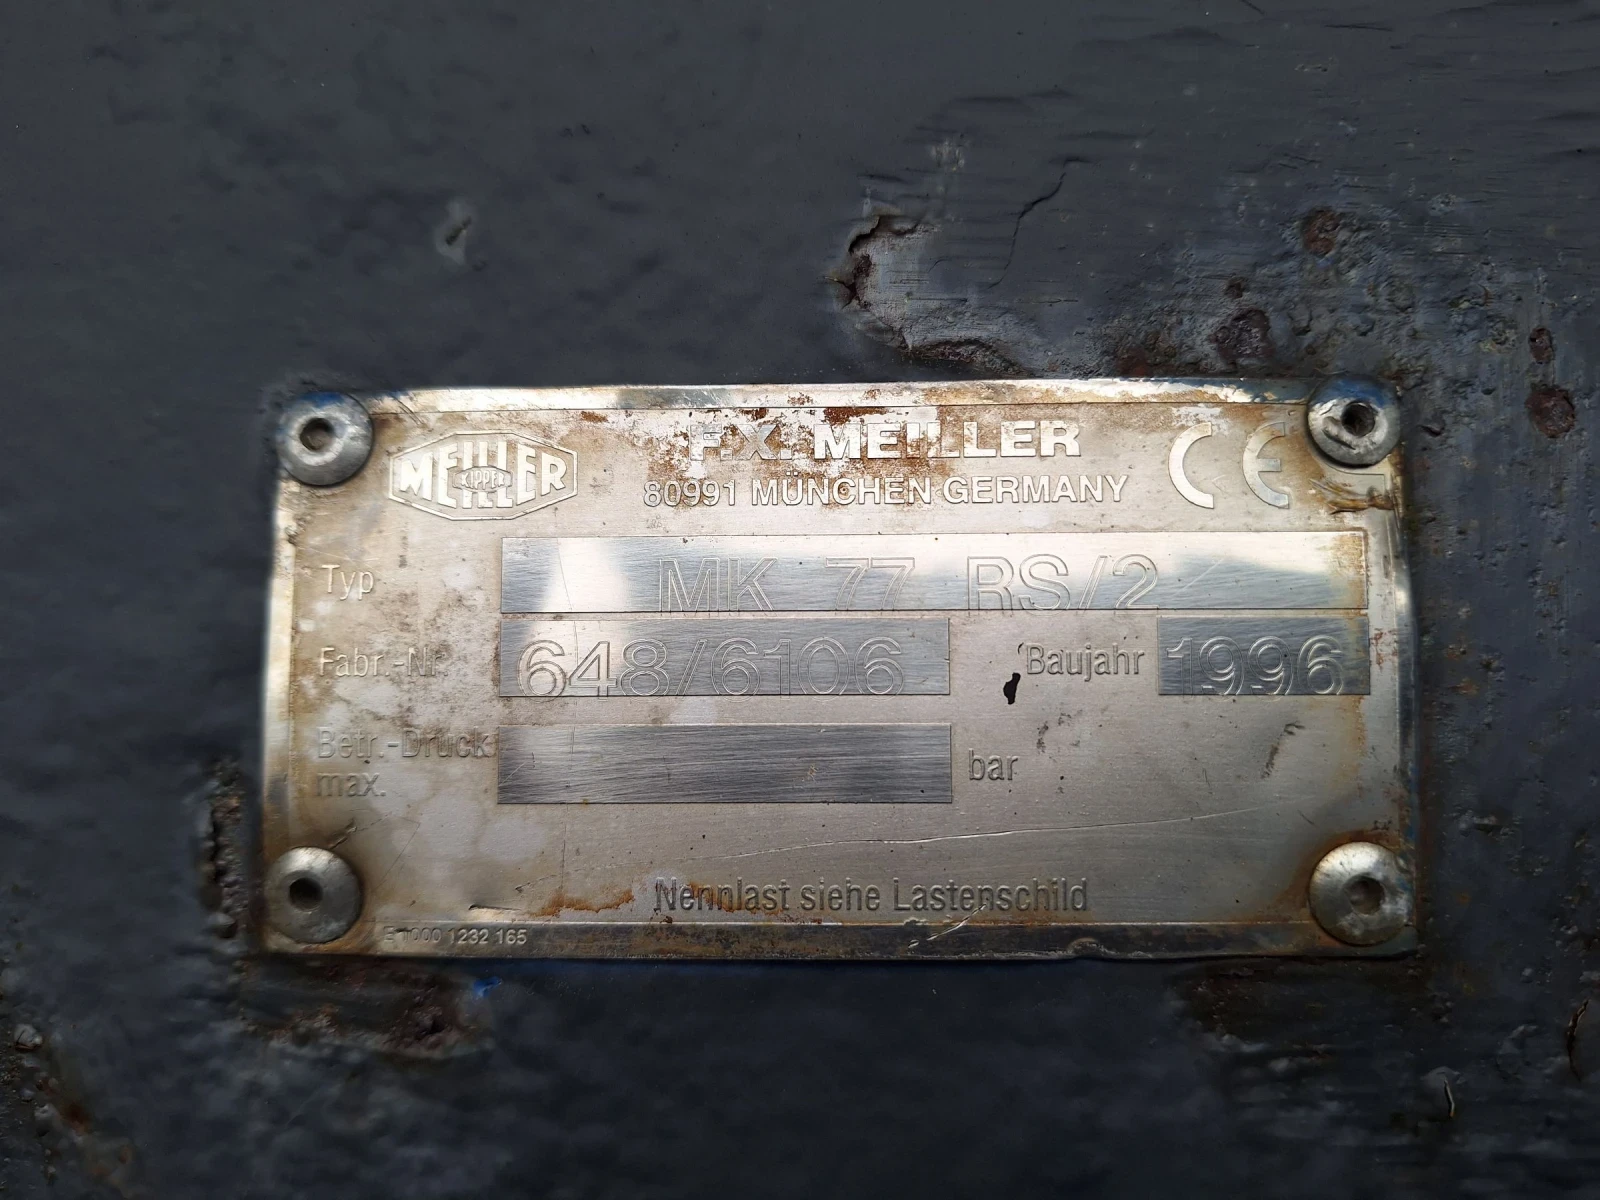 MEILLER
KIPPER
F.X. MEILLER
80991 MÜNCHEN GERMANY
CE
Typ MK 77 RS/2
Fabr.-Nr. 648/6106 Baujahr 1996
Betr.-Druck bar
max.
Nennlast siehe Lastenschild
1000 1232 165